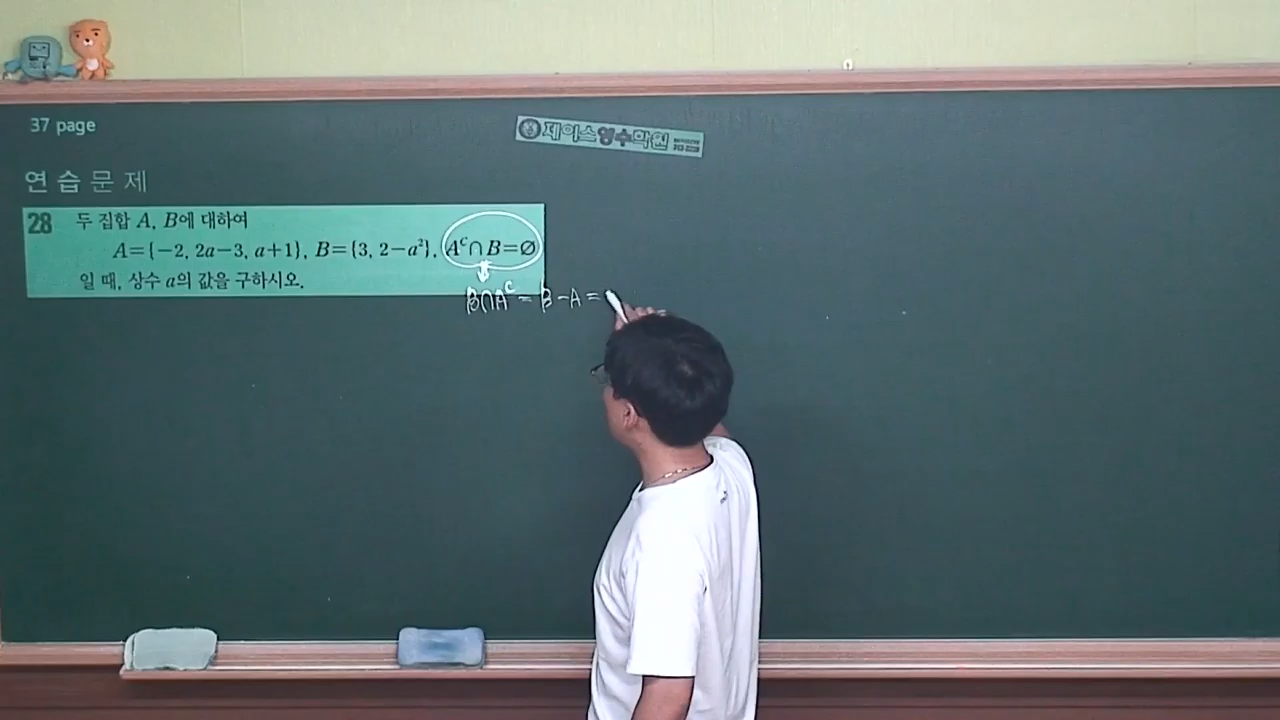 37 page
제이스영수학원
연습문제
28 두 집합 A, B에 대하여
A={−2, 2a−3, a+1}, B={3, 2−a²}, Aᶜ∩B=∅
일 때, 상수 a의 값을 구하시오.
B∩Aᶜ = B−A =